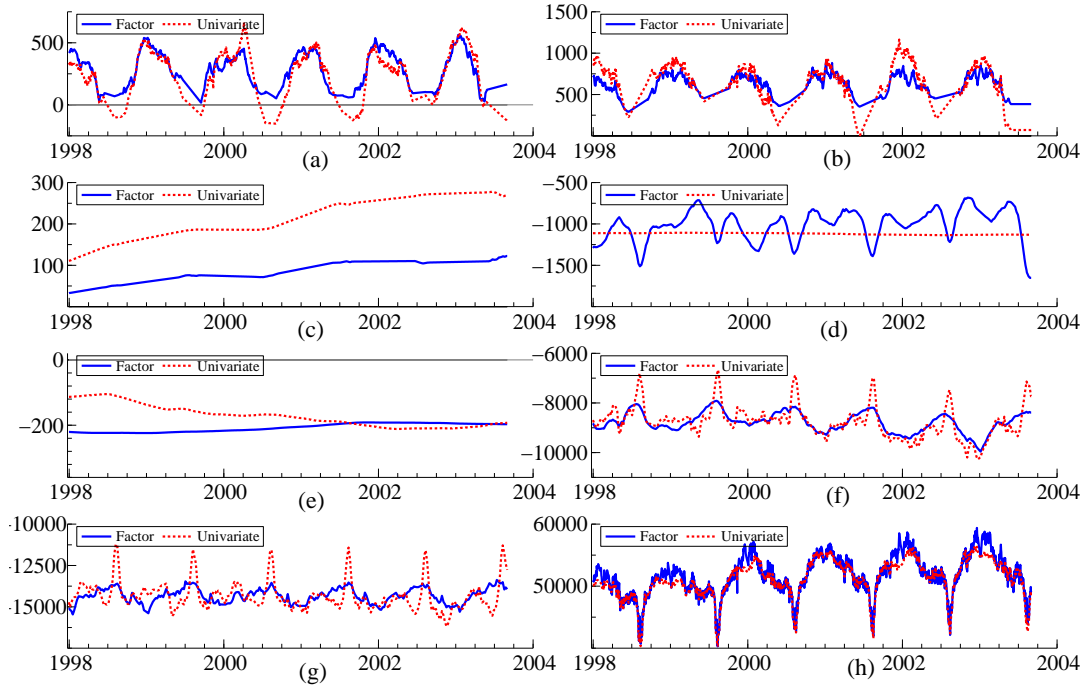 Factor Univariate
500
0
1998 2000 2002 2004
(a)
Factor Univariate
1500
1000
500
1998 2000 2002 2004
(b)
Factor Univariate
300
200
100
1998 2000 2002 2004
(c)
Factor Univariate
−500
−1000
−1500
1998 2000 2002 2004
(d)
Factor Univariate
0
−200
1998 2000 2002 2004
(e)
Factor Univariate
−6000
−8000
−10000
1998 2000 2002 2004
(f)
Factor Univariate
-10000
-12500
-15000
1998 2000 2002 2004
(g)
Factor Univariate
60000
50000
1998 2000 2002 2004
(h)